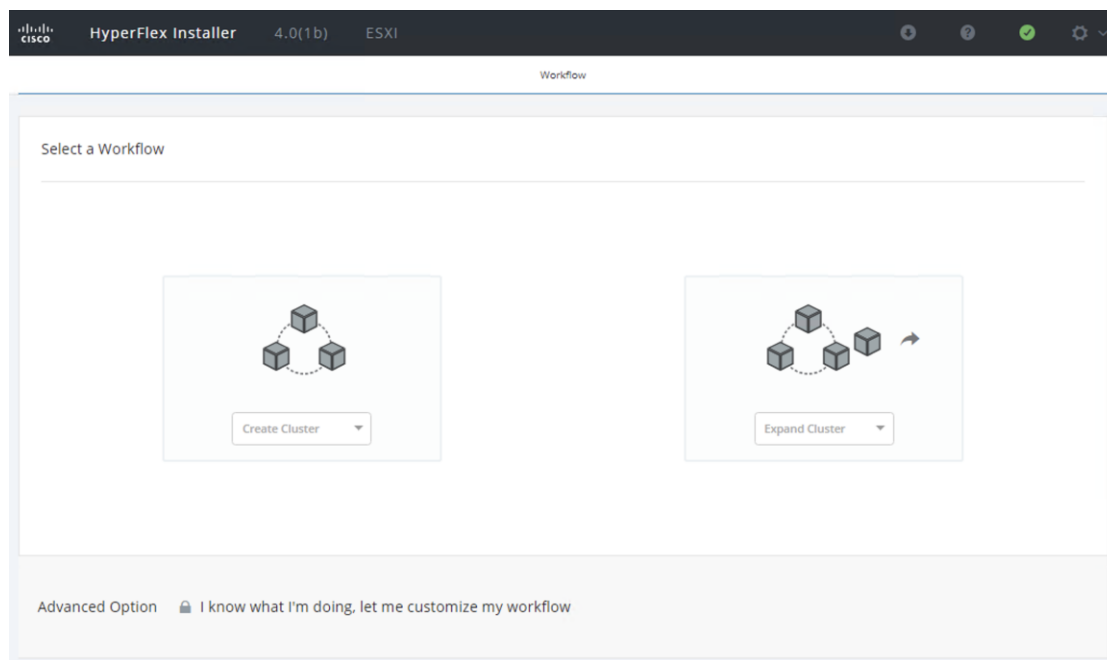 CISCO HyperFlex Installer 4.0(1b) ESXI
Workflow
Select a Workflow
Create Cluster
Expand Cluster
Advanced Option I know what I'm doing, let me customize my workflow